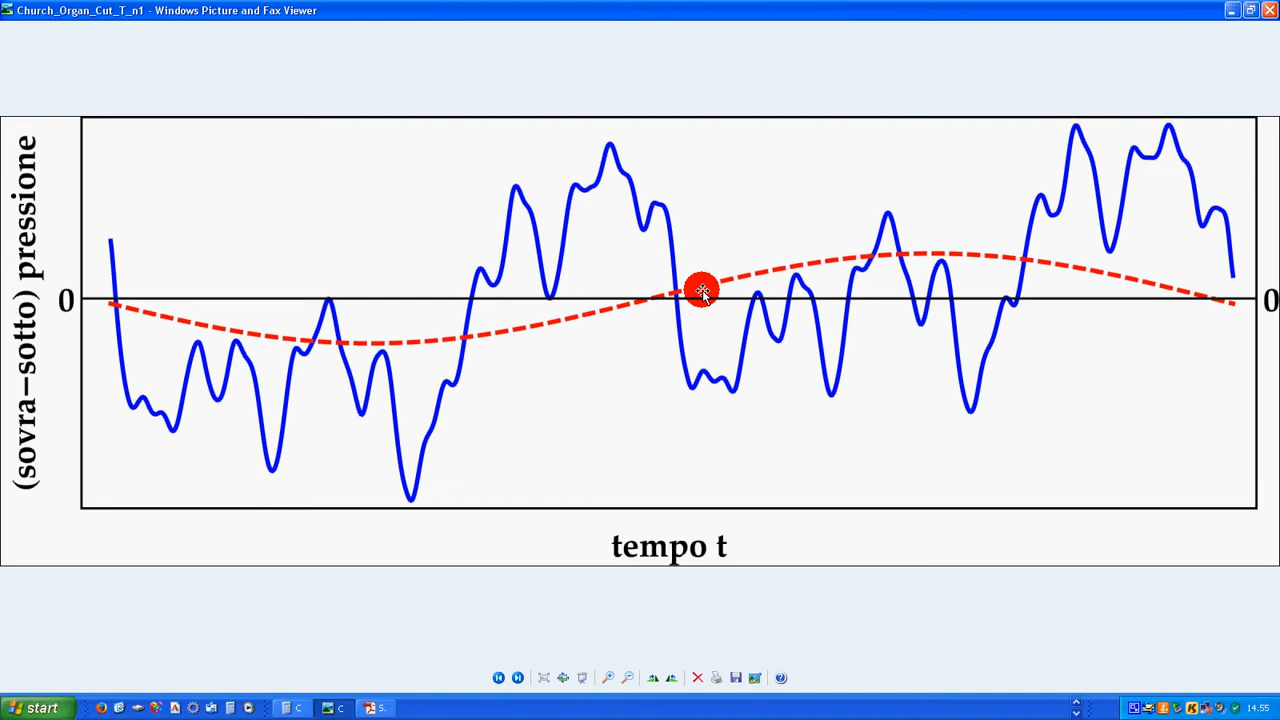 Church_Organ_Cut_T_n1 - Windows Picture and Fax Viewer
(sovra−sotto) pressione
0
0
tempo t
start
C
C
S.
14.55